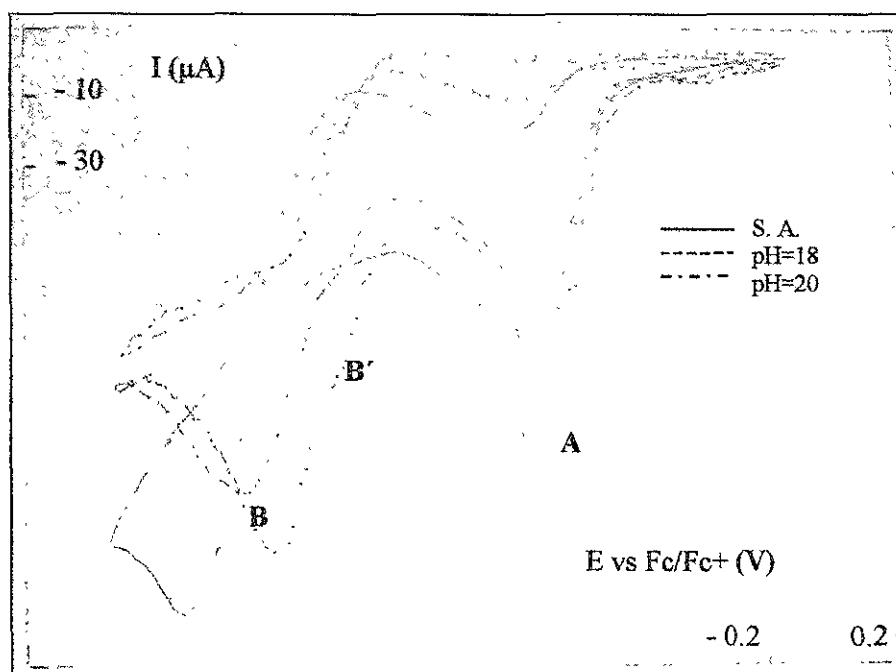 I (μA)
- 10
- 30
S. A.
pH=18
pH=20
B´
A
B
E vs Fc/Fc+ (V)
- 0.2 0.2